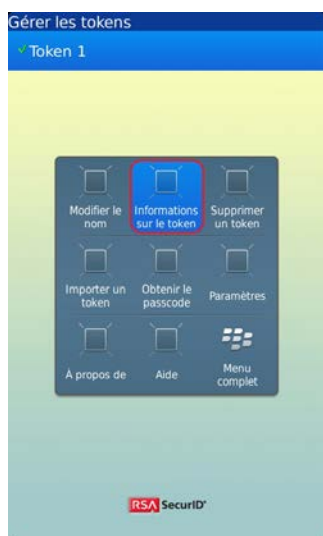 Gérer les tokens
Token 1
Modifier le
nom
Informations
sur le token
Supprimer
un token
Importer un
token
Obtenir le
passcode
Paramètres
À propos de
Aide
Menu
complet
RSA SecurID